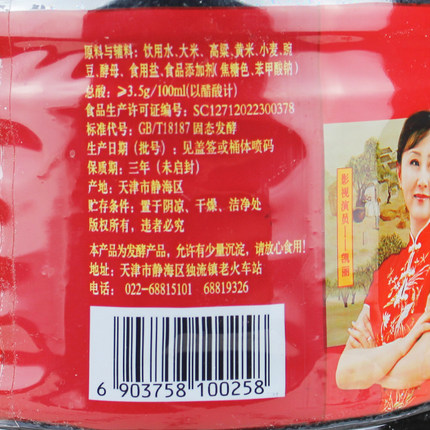 原料与辅料：饮用水、大米、高粱、黄米、小麦、豌
豆、酵母、食用盐、食品添加剂（焦糖色、苯甲酸钠）
总酸：≥3.5g/100ml（以醋酸计）
食品生产许可证编号：SC12712022300378
标准代号：GB/T18187 固态发酵
生产日期（批号）：见盖签或桶体喷码
保质期：三年（未启封）
产地：天津市静海区
贮存条件：置于阴凉、干燥、洁净处
版权所有，违者必究
本产品为发酵产品，允许有少量沉淀，请放心食用！
地址：天津市静海区独流镇老火车站
电话：022-68815101 68819326
6 903758 100258
影视演员